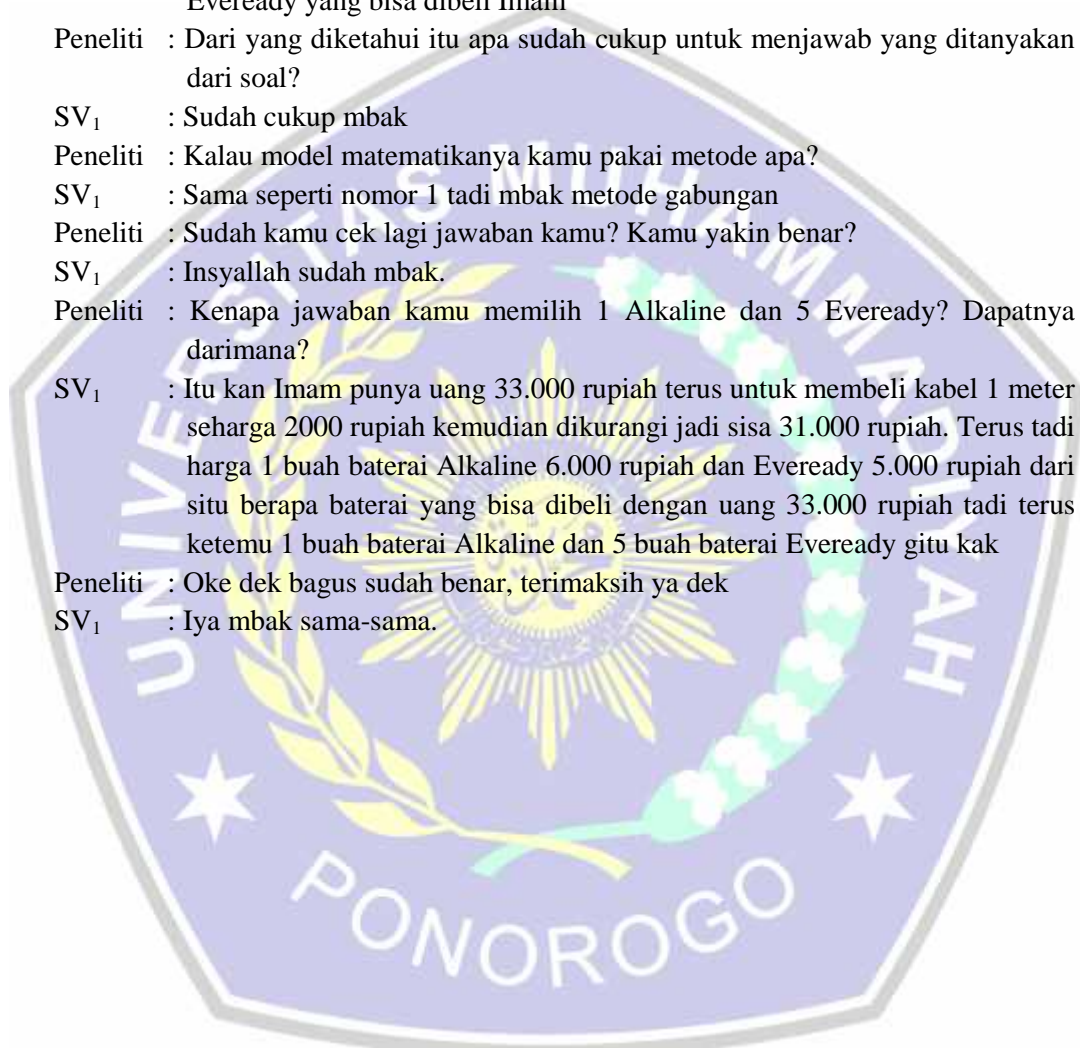 Eveready yang bisa dibeli Imam
Peneliti : Dari yang diketahui itu apa sudah cukup untuk menjawab yang ditanyakan
dari soal?
SV1 : Sudah cukup mbak
Peneliti : Kalau model matematikanya kamu pakai metode apa?
SV1 : Sama seperti nomor 1 tadi mbak metode gabungan
Peneliti : Sudah kamu cek lagi jawaban kamu? Kamu yakin benar?
SV1 : Insyallah sudah mbak.
Peneliti : Kenapa jawaban kamu memilih 1 Alkaline dan 5 Eveready? Dapatnya
darimana?
SV1 : Itu kan Imam punya uang 33.000 rupiah terus untuk membeli kabel 1 meter
seharga 2000 rupiah kemudian dikurangi jadi sisa 31.000 rupiah. Terus tadi
harga 1 buah baterai Alkaline 6.000 rupiah dan Eveready 5.000 rupiah dari
situ berapa baterai yang bisa dibeli dengan uang 33.000 rupiah tadi terus
ketemu 1 buah baterai Alkaline dan 5 buah baterai Eveready gitu kak
Peneliti : Oke dek bagus sudah benar, terimaksih ya dek
SV1 : Iya mbak sama-sama.
UNIVERSITAS MUHAMMADIYAH
PONOROGO